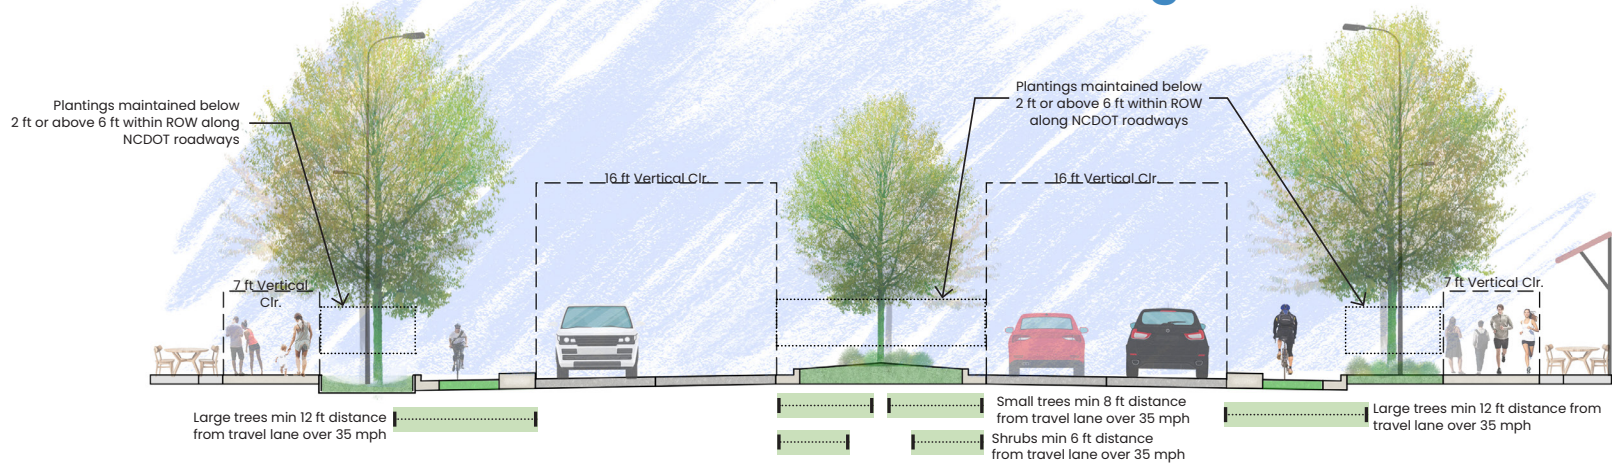 Plantings maintained below
2 ft or above 6 ft within ROW along
NCDOT roadways
Plantings maintained below
2 ft or above 6 ft within ROW
along NCDOT roadways
16 ft Vertical Clr.
16 ft Vertical Clr.
7 ft Vertical
Clr.
7 ft Vertical Clr.
Large trees min 12 ft distance
from travel lane over 35 mph
Small trees min 8 ft distance
from travel lane over 35 mph
Shrubs min 6 ft distance
from travel lane over 35 mph
Large trees min 12 ft distance from
travel lane over 35 mph